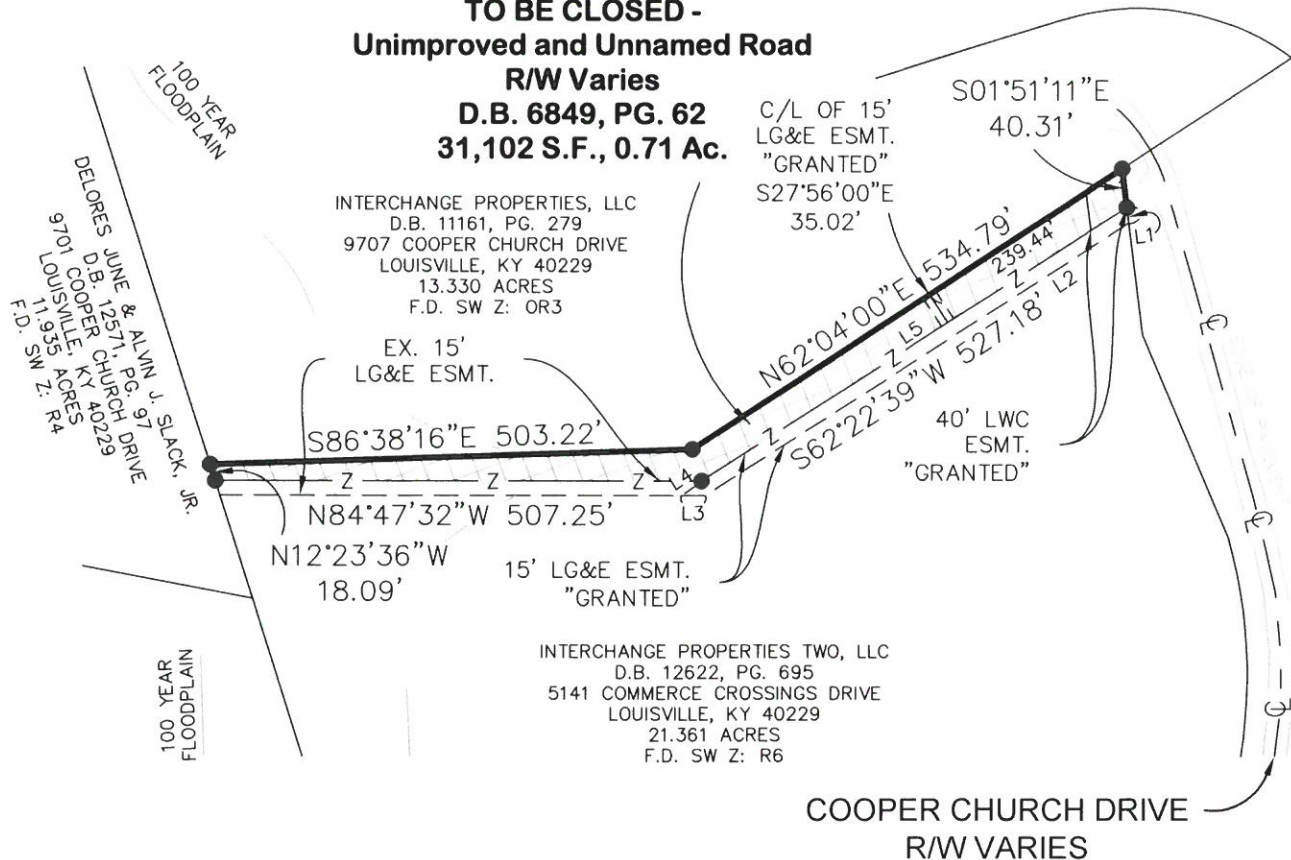 TO BE CLOSED -
Unimproved and Unnamed Road
R/W Varies
D.B. 6849, PG. 62
31,102 S.F., 0.71 Ac.
100 YEAR
FLOODPLAIN
C/L OF 15'
LG&E ESMT.
"GRANTED"
S27°56'00"E
35.02'
S01°51'11"E
40.31'
INTERCHANGE PROPERTIES, LLC
D.B. 11161, PG. 279
9707 COOPER CHURCH DRIVE
LOUISVILLE, KY 40229
13.330 ACRES
F.D. SW Z: OR3
DELORES JUNE & ALVIN J. SLACK, JR.
D.B. 12571, PG. 97
9701 COOPER CHURCH DRIVE
LOUISVILLE, KY 40229
11.935 ACRES
F.D. SW Z: R4
EX. 15'
LG&E ESMT.
N62°04'00"E 534.79'
239.44
L1
L2
Z
L5
Z
Z
S62°22'39"W 527.18'
40' LWC
ESMT.
"GRANTED"
S86°38'16"E 503.22'
Z
Z
Z
L4
L3
N84°47'32"W 507.25'
N12°23'36"W
18.09'
15' LG&E ESMT.
"GRANTED"
100 YEAR
FLOODPLAIN
INTERCHANGE PROPERTIES TWO, LLC
D.B. 12622, PG. 695
5141 COMMERCE CROSSINGS DRIVE
LOUISVILLE, KY 40229
21.361 ACRES
F.D. SW Z: R6
COOPER CHURCH DRIVE
R/W VARIES